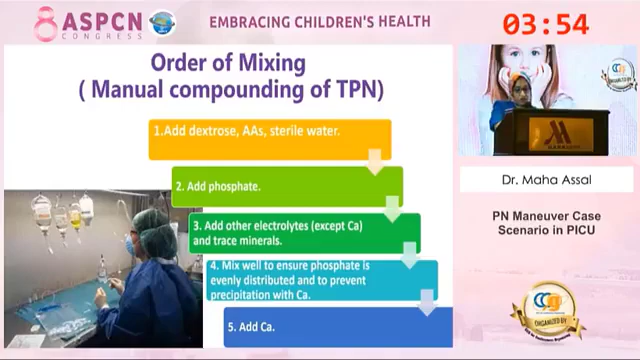 8 ASPCN
CONGRESS
EMBRACING CHILDREN'S HEALTH
03:54
Order of Mixing
( Manual compounding of TPN)
1.Add dextrose, AAs, sterile water.
2. Add phosphate.
3. Add other electrolytes (except Ca)
and trace minerals.
4. Mix well to ensure phosphate is
evenly distributed and to prevent
precipitation with Ca.
5. Add Ca.
Dr. Maha Assal
PN Maneuver Case
Scenario in PICU
ORGANIZED BY